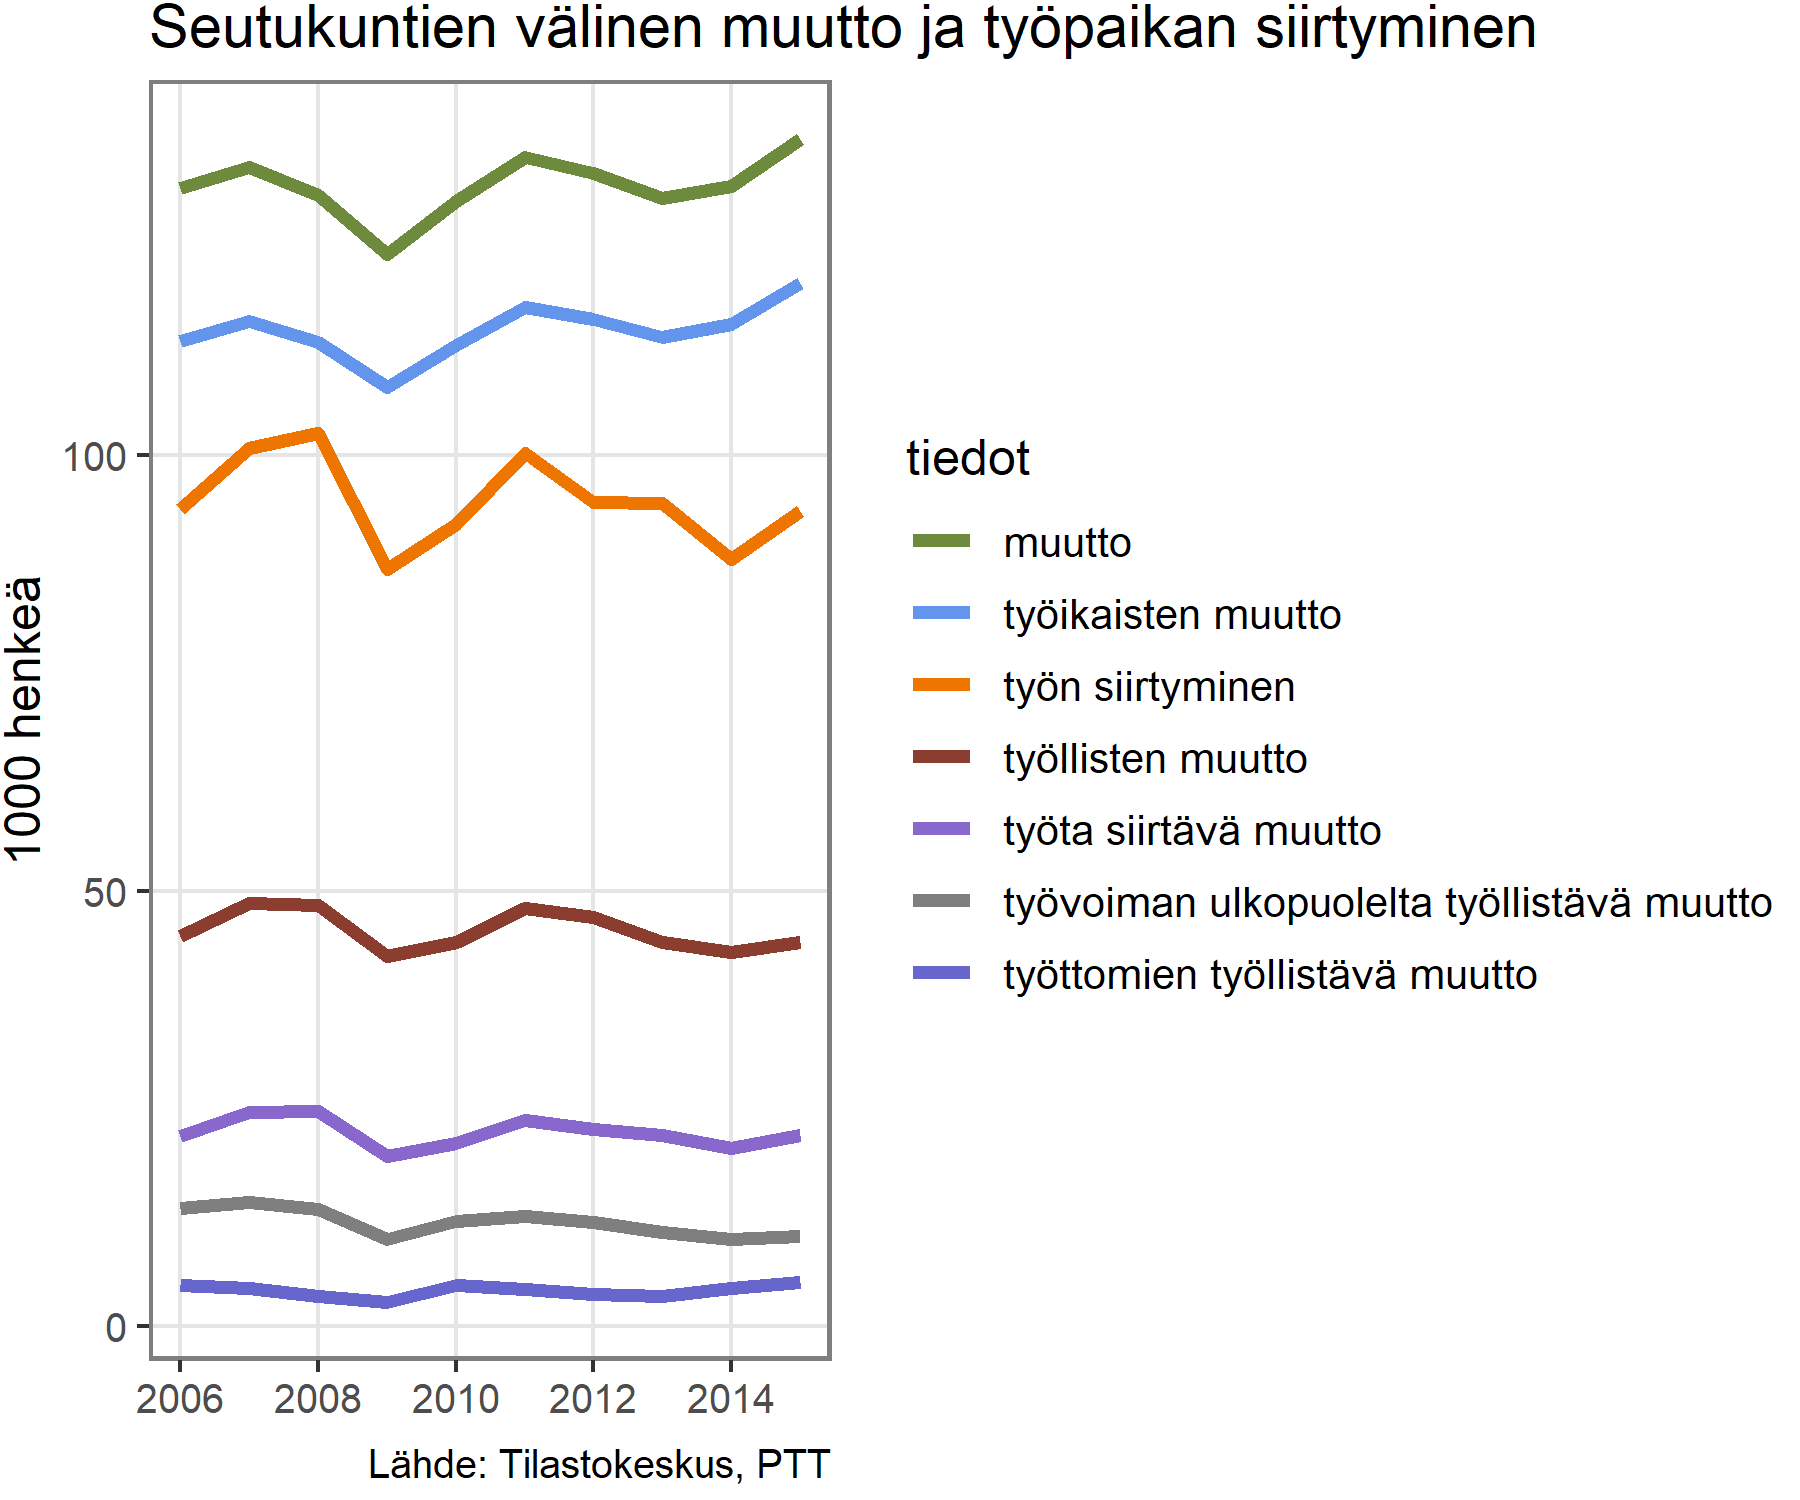 Seutukuntien välinen muutto ja työpaikan siirtyminen
1000 henkeä
100
50
0
2006 2008 2010 2012 2014
tiedot
muutto
työikaisten muutto
työn siirtyminen
työllisten muutto
työta siirtävä muutto
työvoiman ulkopuolelta työllistävä muutto
työttomien työllistävä muutto
Lähde: Tilastokeskus, PTT